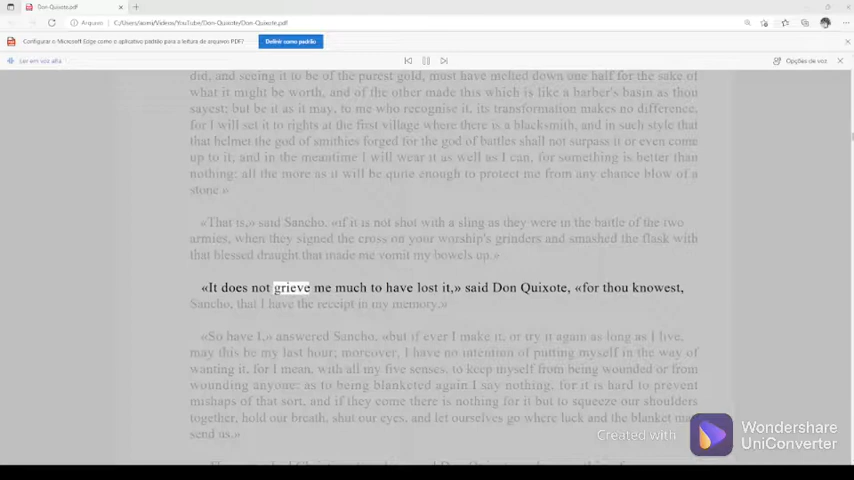 Don-Quixote.pdf
Arquivo
C:/Users/isomi/Videos/YouTube/Don-Quixote/Don-Quixote.pdf
Configurar o Microsoft Edge como o aplicativo padrão para a leitura de arquivos PDF?
Definir como padrão
Ler em voz alta
Opções de voz
did, and seeing it to be of the purest gold, must have melted down one half for the sake of
what it might be worth, and of the other made this which is like a barber's basin as thou
sayest; but be it as it may, to me who recognise it, its transformation makes no difference,
for I will set it to rights at the first village where there is a blacksmith, and in such style that
that helmet the god of smithies forged for the god of battles shall not surpass it or even come
up to it; and in the meantime I will wear it as well as I can, for something is better than
nothing; all the more as it will be quite enough to protect me from any chance blow of a
stone.»
«That is,» said Sancho, «if it is not shot with a sling as they were in the battle of the two
armies, when they signed the cross on your worship's grinders and smashed the flask with
that blessed draught that made me vomit my bowels up.»
«It does not grieve me much to have lost it,» said Don Quixote, «for thou knowest,
Sancho, that I have the receipt in my memory.»
«So have I,» answered Sancho, «but if ever I make it, or try it again as long as I live,
may this be my last hour; moreover, I have no intention of putting myself in the way of
wanting it, for I mean, with all my five senses, to keep myself from being wounded or from
wounding anyone: as to being blanketed again I say nothing, for it is hard to prevent
mishaps of that sort, and if they come there is nothing for it but to squeeze our shoulders
together, hold our breath, shut our eyes, and let ourselves go where luck and the blanket may
send us.»
Created with
Wondershare
UniConverter